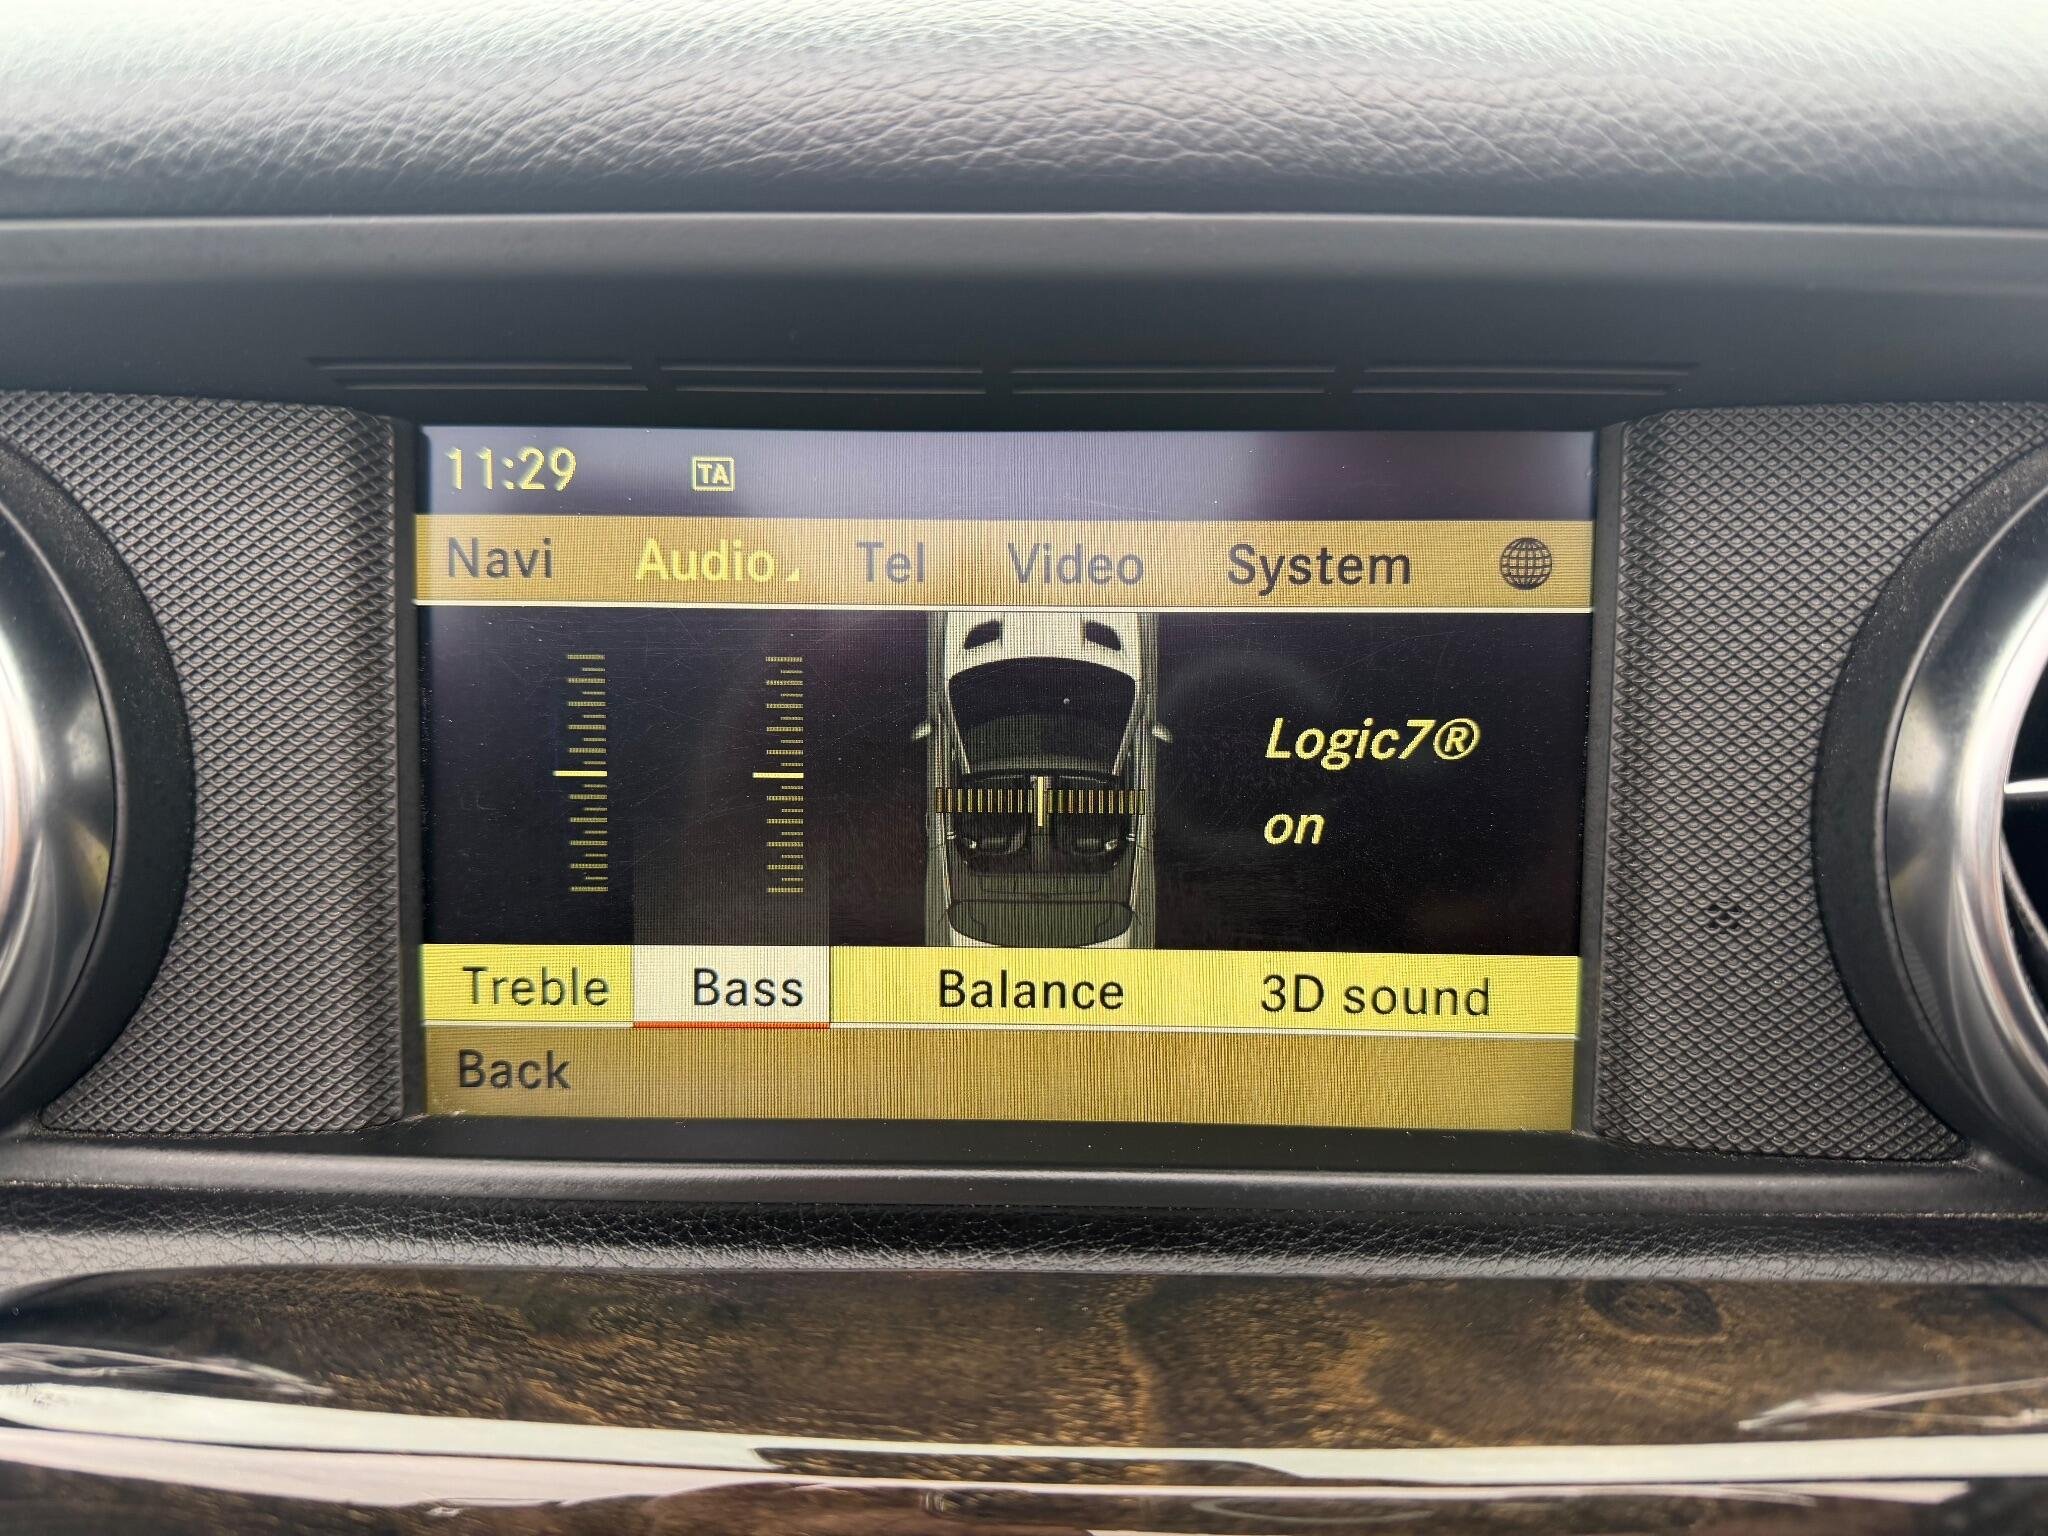 11:29 TA
Navi Audio Tel Video System
Logic7®
on
Treble Bass Balance 3D sound
Back